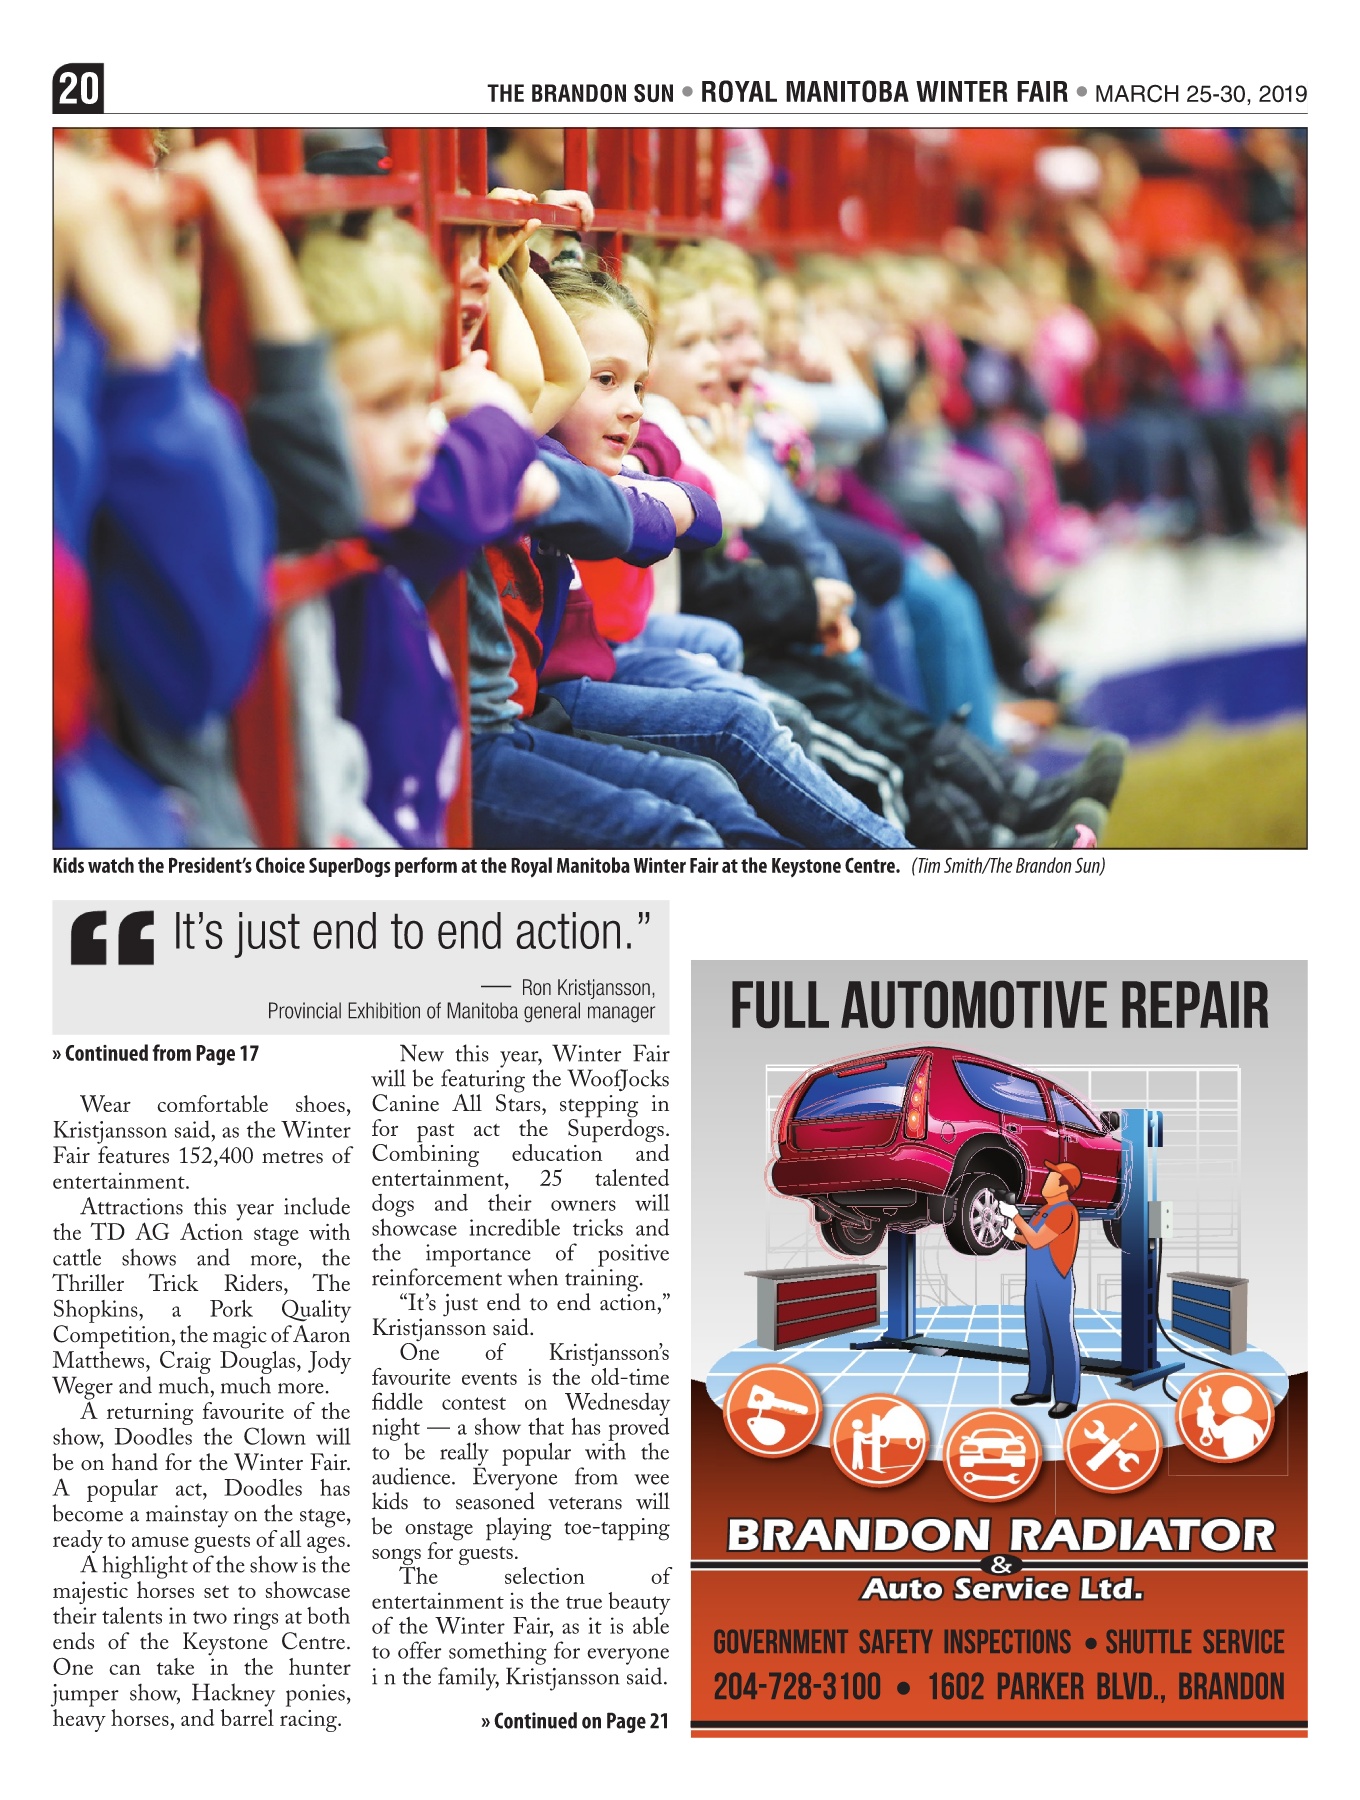 20
THE BRANDON SUN • ROYAL MANITOBA WINTER FAIR • MARCH 25-30, 2019
Kids watch the President's Choice SuperDogs perform at the Royal Manitoba Winter Fair at the Keystone Centre. (Tim Smith/The Brandon Sun)
“ It's just end to end action.”
— Ron Kristjansson,
Provincial Exhibition of Manitoba general manager
» Continued from Page 17
Wear comfortable shoes,
Kristjansson said, as the Winter
Fair features 152,400 metres of
entertainment.
Attractions this year include
the TD AG Action stage with
cattle shows and more, the
Thriller Trick Riders, The
Shopkins, a Pork Quality
Competition, the magic of Aaron
Matthews, Craig Douglas, Jody
Weger and much, much more.
A returning favourite of the
show, Doodles the Clown will
be on hand for the Winter Fair.
A popular act, Doodles has
become a mainstay on the stage,
ready to amuse guests of all ages.
A highlight of the show is the
majestic horses set to showcase
their talents in two rings at both
ends of the Keystone Centre.
One can take in the hunter
jumper show, Hackney ponies,
heavy horses, and barrel racing.
New this year, Winter Fair
will be featuring the WoofJocks
Canine All Stars, stepping in
for past act the Superdogs.
Combining education and
entertainment, 25 talented
dogs and their owners will
showcase incredible tricks and
the importance of positive
reinforcement when training.
“It's just end to end action,”
Kristjansson said.
One of Kristjansson's
favourite events is the old-time
fiddle contest on Wednesday
night — a show that has proved
to be really popular with the
audience. Everyone from wee
kids to seasoned veterans will
be onstage playing toe-tapping
songs for guests.
The selection of
entertainment is the true beauty
of the Winter Fair, as it is able
to offer something for everyone
i n the family, Kristjansson said.
» Continued on Page 21
FULL AUTOMOTIVE REPAIR
BRANDON RADIATOR
&
Auto Service Ltd.
GOVERNMENT SAFETY INSPECTIONS • SHUTTLE SERVICE
204-728-3100 • 1602 PARKER BLVD., BRANDON